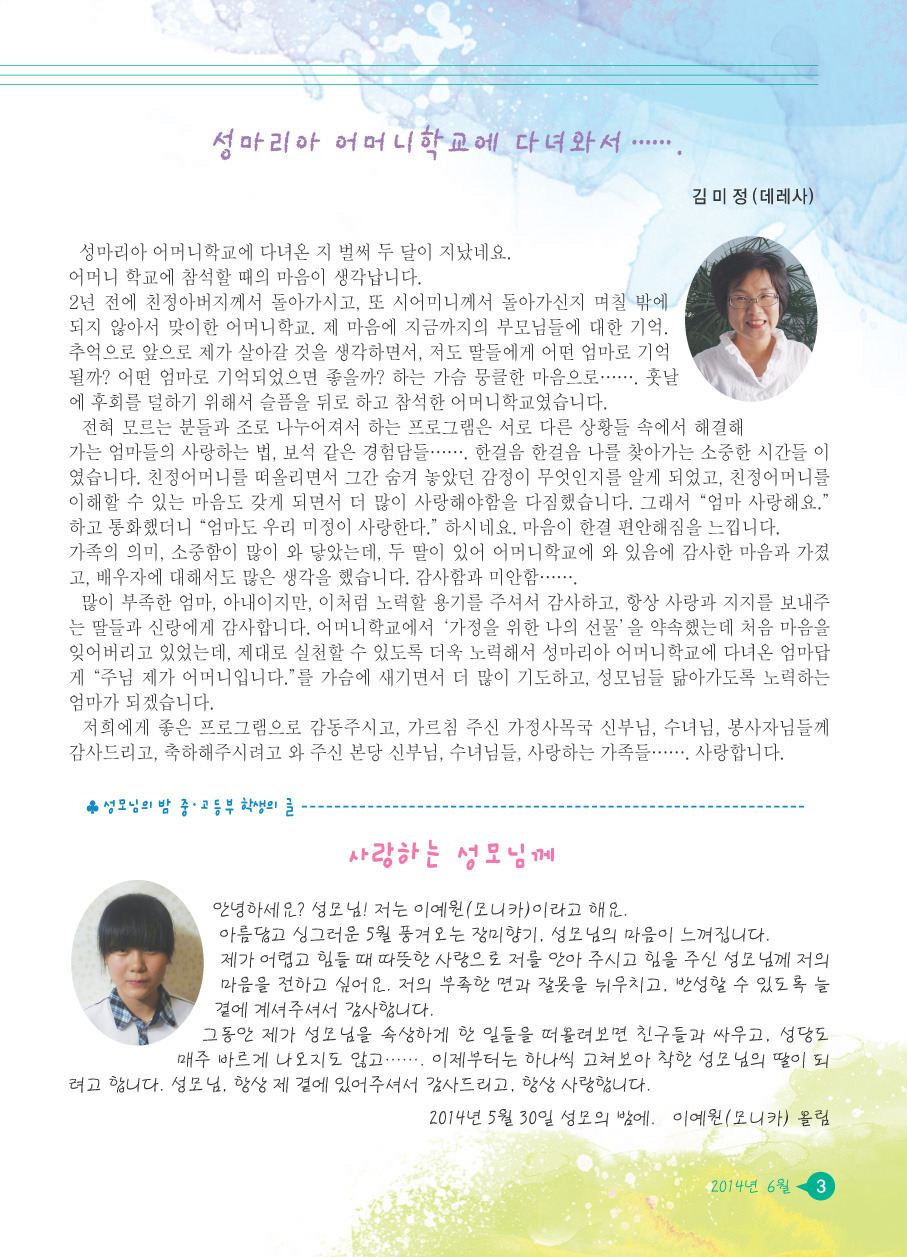 성마리아 어머니학교에 다녀와서 …….
김 미 정 (데레사)
성마리아 어머니학교에 다녀온 지 벌써 두 달이 지났네요.
어머니 학교에 참석할 때의 마음이 생각납니다.
2년 전에 친정아버지께서 돌아가시고, 또 시어미니께서 돌아가신지 며칠 밖에
되지 않아서 맞이한 어머니학교. 제 마음에 지금까지의 부모님들에 대한 기억.
추억으로 앞으로 제가 살아갈 것을 생각하면서, 저도 딸들에게 어떤 엄마로 기억
될까? 어떤 엄마로 기억되었으면 좋을까? 하는 가슴 뭉클한 마음으로……. 훗날
에 후회를 덜하기 위해서 슬픔을 뒤로 하고 참석한 어머니학교였습니다.
전혀 모르는 분들과 조로 나누어져서 하는 프로그램은 서로 다른 상황들 속에서 해결해
가는 엄마들의 사랑하는 법, 보석 같은 경험담들……. 한걸음 한걸음 나를 찾아가는 소중한 시간들 이
였습니다. 친정어머니를 떠올리면서 그간 숨겨 놓았던 감정이 무엇인지를 알게 되었고, 친정어머니를
이해할 수 있는 마음도 갖게 되면서 더 많이 사랑해야함을 다짐했습니다. 그래서 “엄마 사랑해요.”
하고 통화했더니 “엄마도 우리 미정이 사랑한다.” 하시네요. 마음이 한결 편안해짐을 느낍니다.
가족의 의미, 소중함이 많이 와 닿았는데, 두 딸이 있어 어머니학교에 와 있음에 감사한 마음과 가졌
고, 배우자에 대해서도 많은 생각을 했습니다. 감사함과 미안함…….
많이 부족한 엄마, 아내이지만, 이처럼 노력할 용기를 주셔서 감사하고, 항상 사랑과 지지를 보내주
는 딸들과 신랑에게 감사합니다. 어머니학교에서 ‘가정을 위한 나의 선물’을 약속했는데 처음 마음을
잊어버리고 있었는데, 제대로 실천할 수 있도록 더욱 노력해서 성마리아 어머니학교에 다녀온 엄마답
게 “주님 제가 어머니입니다.”를 가슴에 새기면서 더 많이 기도하고, 성모님들 닮아가도록 노력하는
엄마가 되겠습니다.
저희에게 좋은 프로그램으로 감동주시고, 가르침 주신 가정사목국 신부님, 수녀님, 봉사자님들께
감사드리고, 축하해주시려고 와 주신 본당 신부님, 수녀님들, 사랑하는 가족들……. 사랑합니다.
♣ 성모님의 밤 중·고등부 학생의 글
사랑하는 성모님께
안녕하세요? 성모님! 저는 이예원(모니카)이라고 해요.
아름답고 싱그러운 5월 풍겨오는 장미향기, 성모님의 마음이 느껴집니다.
제가 어렵고 힘들 때 따뜻한 사랑으로 저를 안아 주시고 힘을 주신 성모님께 저의
마음을 전하고 싶어요. 저의 부족한 면과 잘못을 뉘우치고, 반성할 수 있도록 늘
곁에 계셔주셔서 감사합니다.
그동안 제가 성모님을 속상하게 한 일들을 떠올려보면 친구들과 싸우고, 성당도
매주 바르게 나오지도 않고……. 이제부터는 하나씩 고쳐보아 착한 성모님의 딸이 되
려고 합니다. 성모님, 항상 제 곁에 있어주셔서 감사드리고, 항상 사랑합니다.
2014년 5월 30일 성모의 밤에. 이예원(모니카) 올림
2014년 6월 3